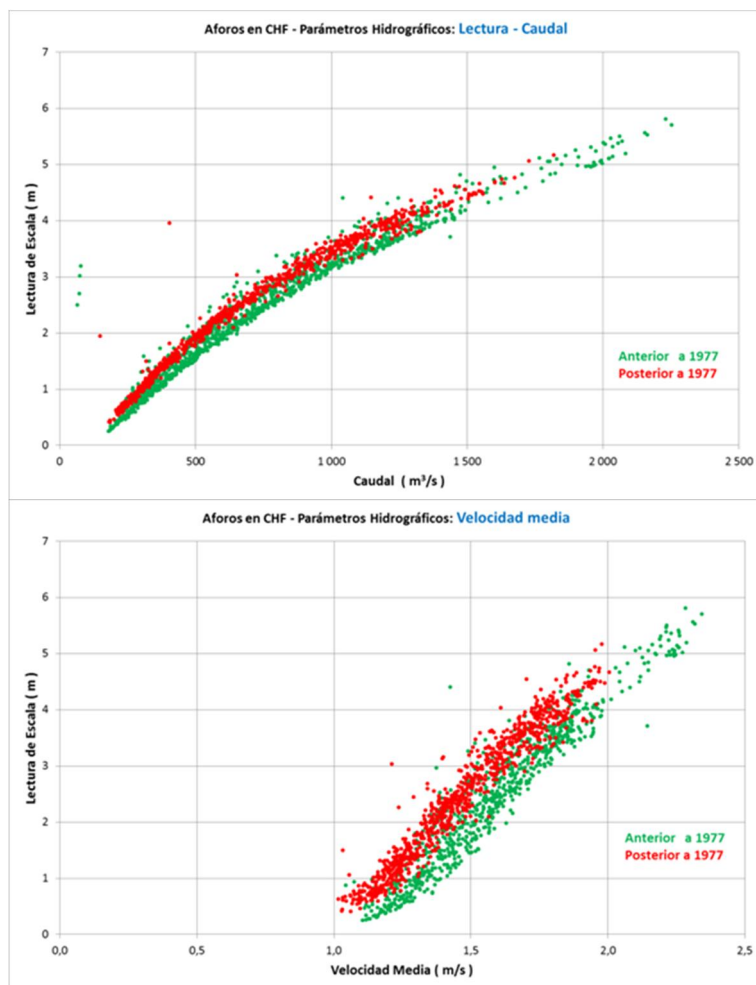 Aforos en CHF - Parámetros Hidrográficos: Lectura - Caudal
7
6
5
4
3
2
1
0
Lectura de Escala ( m )
Anterior a 1977
Posterior a 1977
0
500
1 000
1 500
2 000
2 500
Caudal ( m³/s )
Aforos en CHF - Parámetros Hidrográficos: Velocidad media
7
6
5
4
3
2
1
0
Lectura de Escala ( m )
Anterior a 1977
Posterior a 1977
0,0
0,5
1,0
1,5
2,0
2,5
Velocidad Media ( m/s )